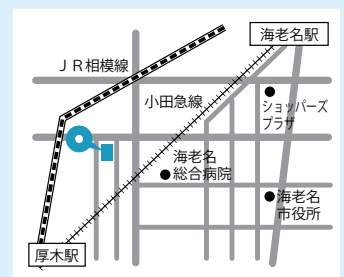 海老名駅
JR相模線
小田急線
ショッパーズ
プラザ
海老名
総合病院
海老名
市役所
厚木駅